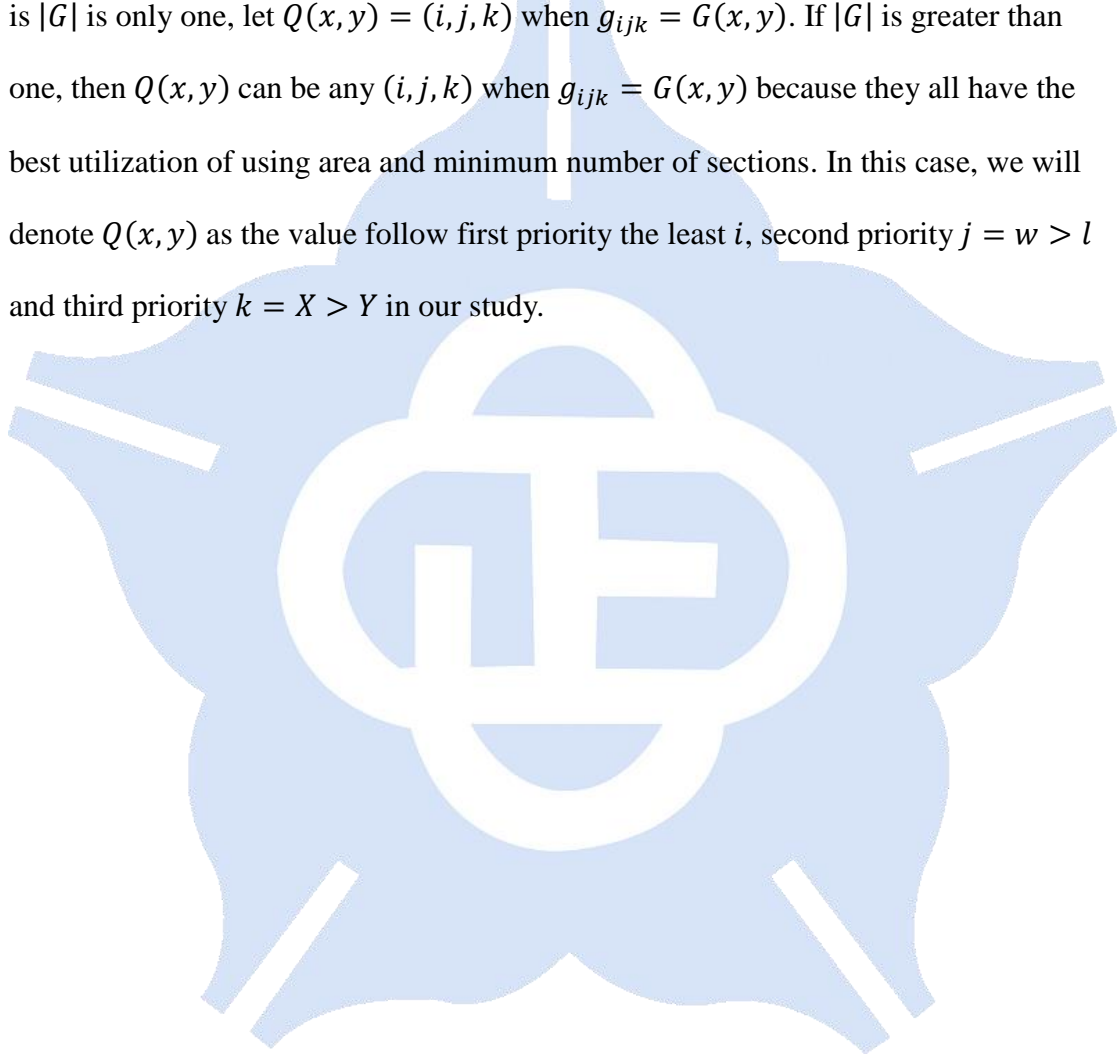 is |𝐺| is only one, let 𝑄(𝑥, 𝑦) = (𝑖, 𝑗, 𝑘) when 𝑔ᵢⱼₖ = 𝐺(𝑥, 𝑦). If |𝐺| is greater than
one, then 𝑄(𝑥, 𝑦) can be any (𝑖, 𝑗, 𝑘) when 𝑔ᵢⱼₖ = 𝐺(𝑥, 𝑦) because they all have the
best utilization of using area and minimum number of sections. In this case, we will
denote 𝑄(𝑥, 𝑦) as the value follow first priority the least 𝑖, second priority 𝑗 = 𝑤 > 𝑙
and third priority 𝑘 = 𝑋 > 𝑌 in our study.